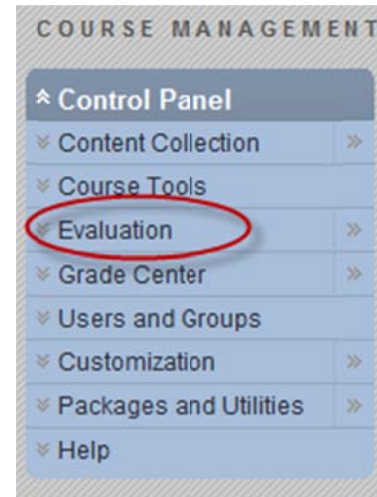 COURSE MANAGEMENT
Control Panel
Content Collection
Course Tools
Evaluation
Grade Center
Users and Groups
Customization
Packages and Utilities
Help